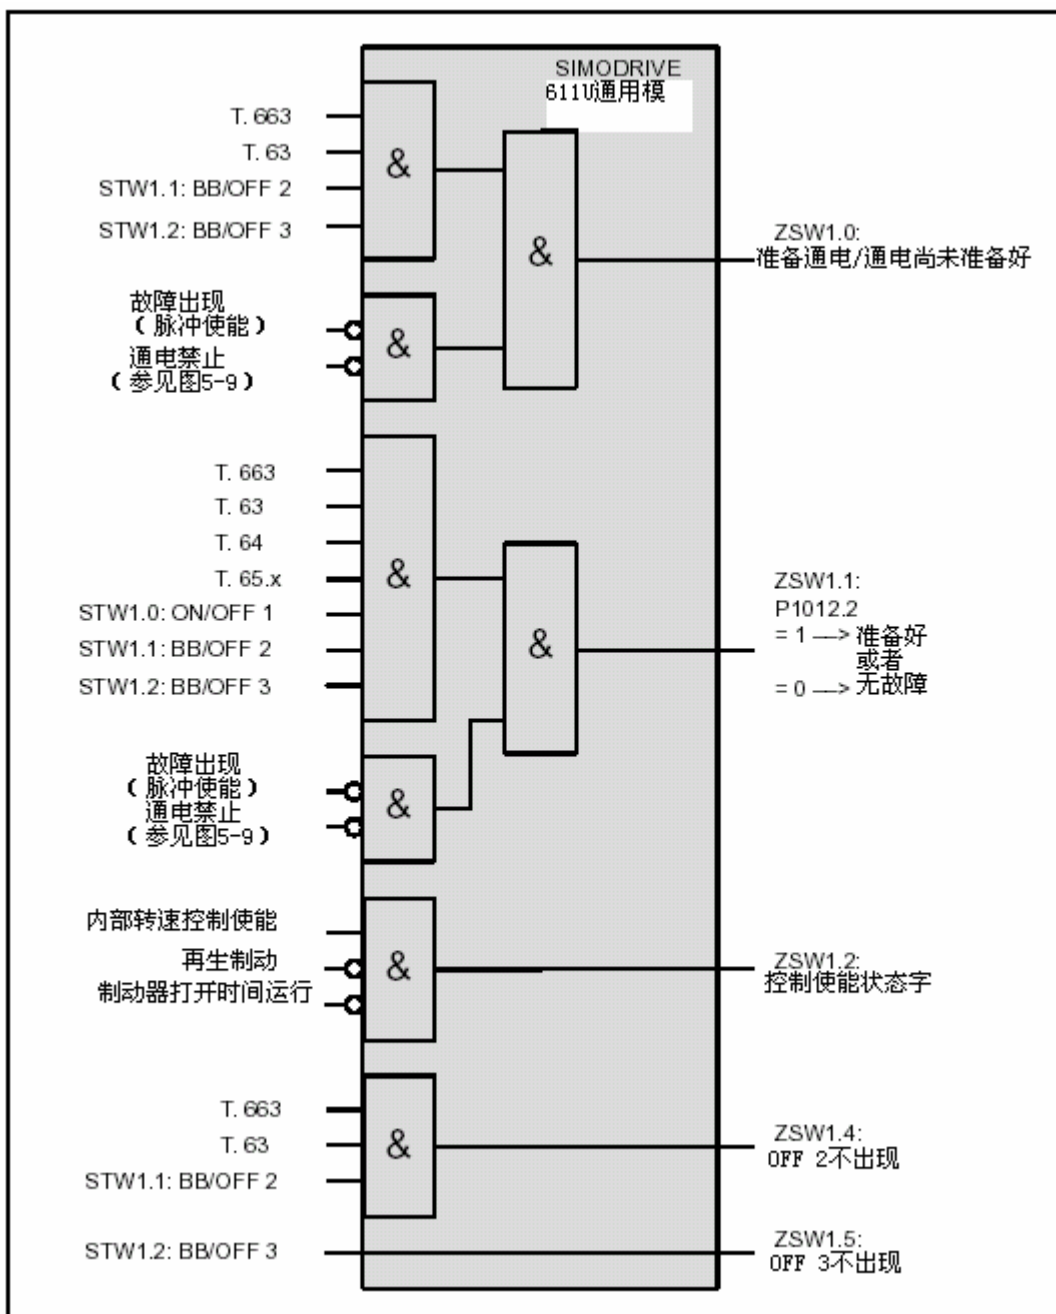 SIMODRIVE
611U通用模
T. 663
T. 63
STW1.1: BB/OFF 2
STW1.2: BB/OFF 3
&
&
ZSW1.0:
准备通电/通电尚未准备好
故障出现
(脉冲使能)
通电禁止
(参见图5-9)
&
T. 663
T. 63
T. 64
T. 65.x
STW1.0: ON/OFF 1
STW1.1: BB/OFF 2
STW1.2: BB/OFF 3
&
&
ZSW1.1:
P1012.2
= 1 —> 准备好
或者
= 0 —> 无故障
故障出现
(脉冲使能)
通电禁止
(参见图5-9)
&
内部转速控制使能
再生制动
制动器打开时间运行
&
ZSW1.2:
控制使能状态字
T. 663
T. 63
STW1.1: BB/OFF 2
&
ZSW1.4:
OFF 2不出现
STW1.2: BB/OFF 3
ZSW1.5:
OFF 3不出现